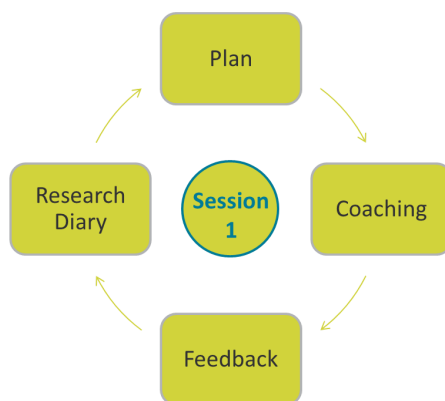 Plan
Research
Diary
Session
1
Coaching
Feedback